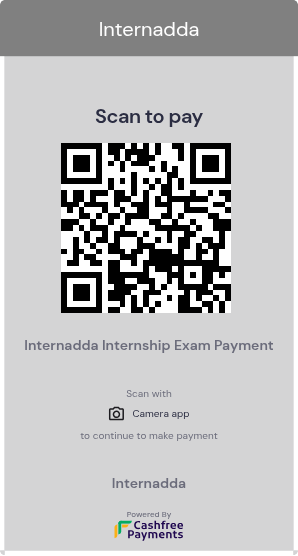 Internadda
Scan to pay
Internadda Internship Exam Payment
Scan with
Camera app
to continue to make payment
Internadda
Powered By
Cashfree
Payments